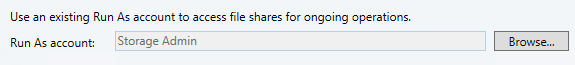 Use an existing Run As account to access file shares for ongoing operations.
Run As account: Storage Admin Browse...